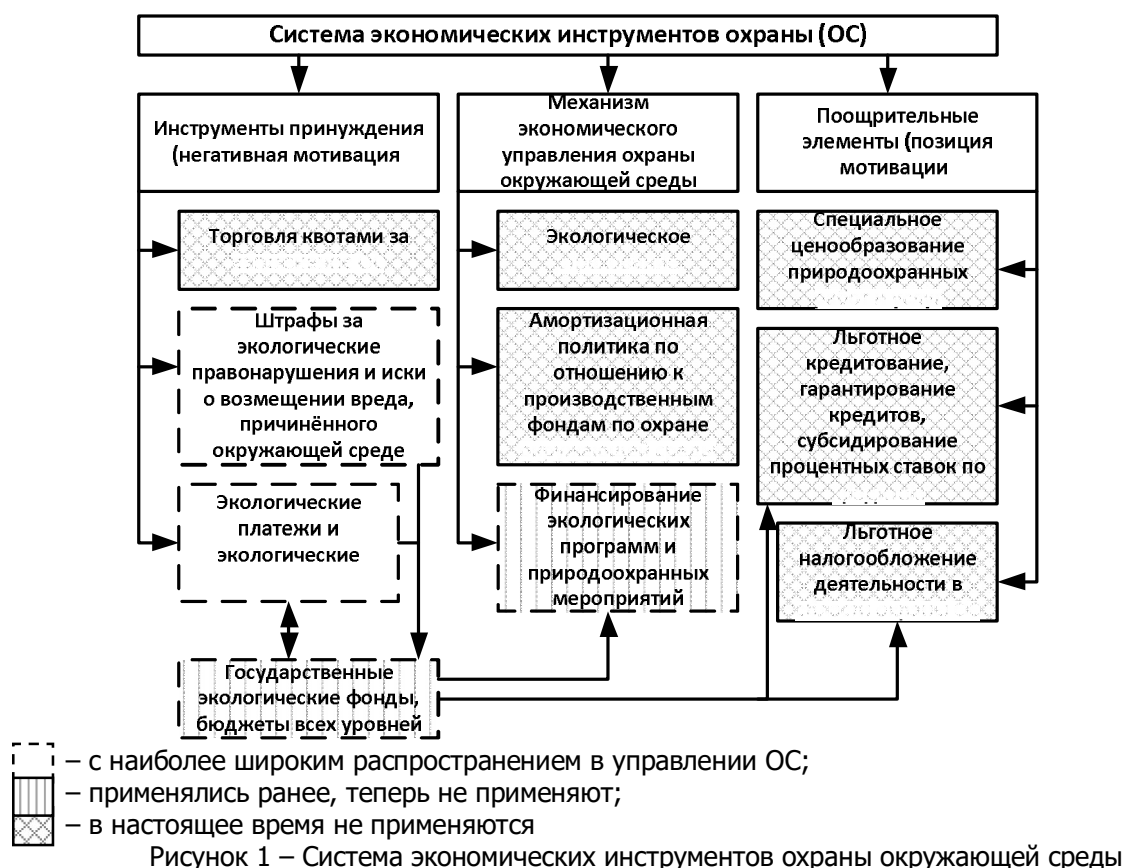 Система экономических инструментов охраны (ОС)
Инструменты принуждения
(негативная мотивация
Механизм
экономического
управления охраны
окружающей среды
Поощрительные
элементы (позиция
мотивации
Торговля квотами за
Экологическое
Специальное
ценообразование
природоохранных
Штрафы за
экологические
правонарушения и иски
о возмещении вреда,
причинённого
окружающей среде
Амортизационная
политика по
отношению к
производственным
фондам по охране
Льготное
кредитование,
гарантирование
кредитов,
субсидирование
процентных ставок по
Экологические
платежи и
экологические
Финансирование
экологических
программ и
природоохранных
мероприятий
Льготное
налогообложение
деятельности в
Государственные
экологические фонды,
бюджеты всех уровней
– с наиболее широким распространением в управлении ОС;
– применялись ранее, теперь не применяют;
– в настоящее время не применяются
Рисунок 1 – Система экономических инструментов охраны окружающей среды